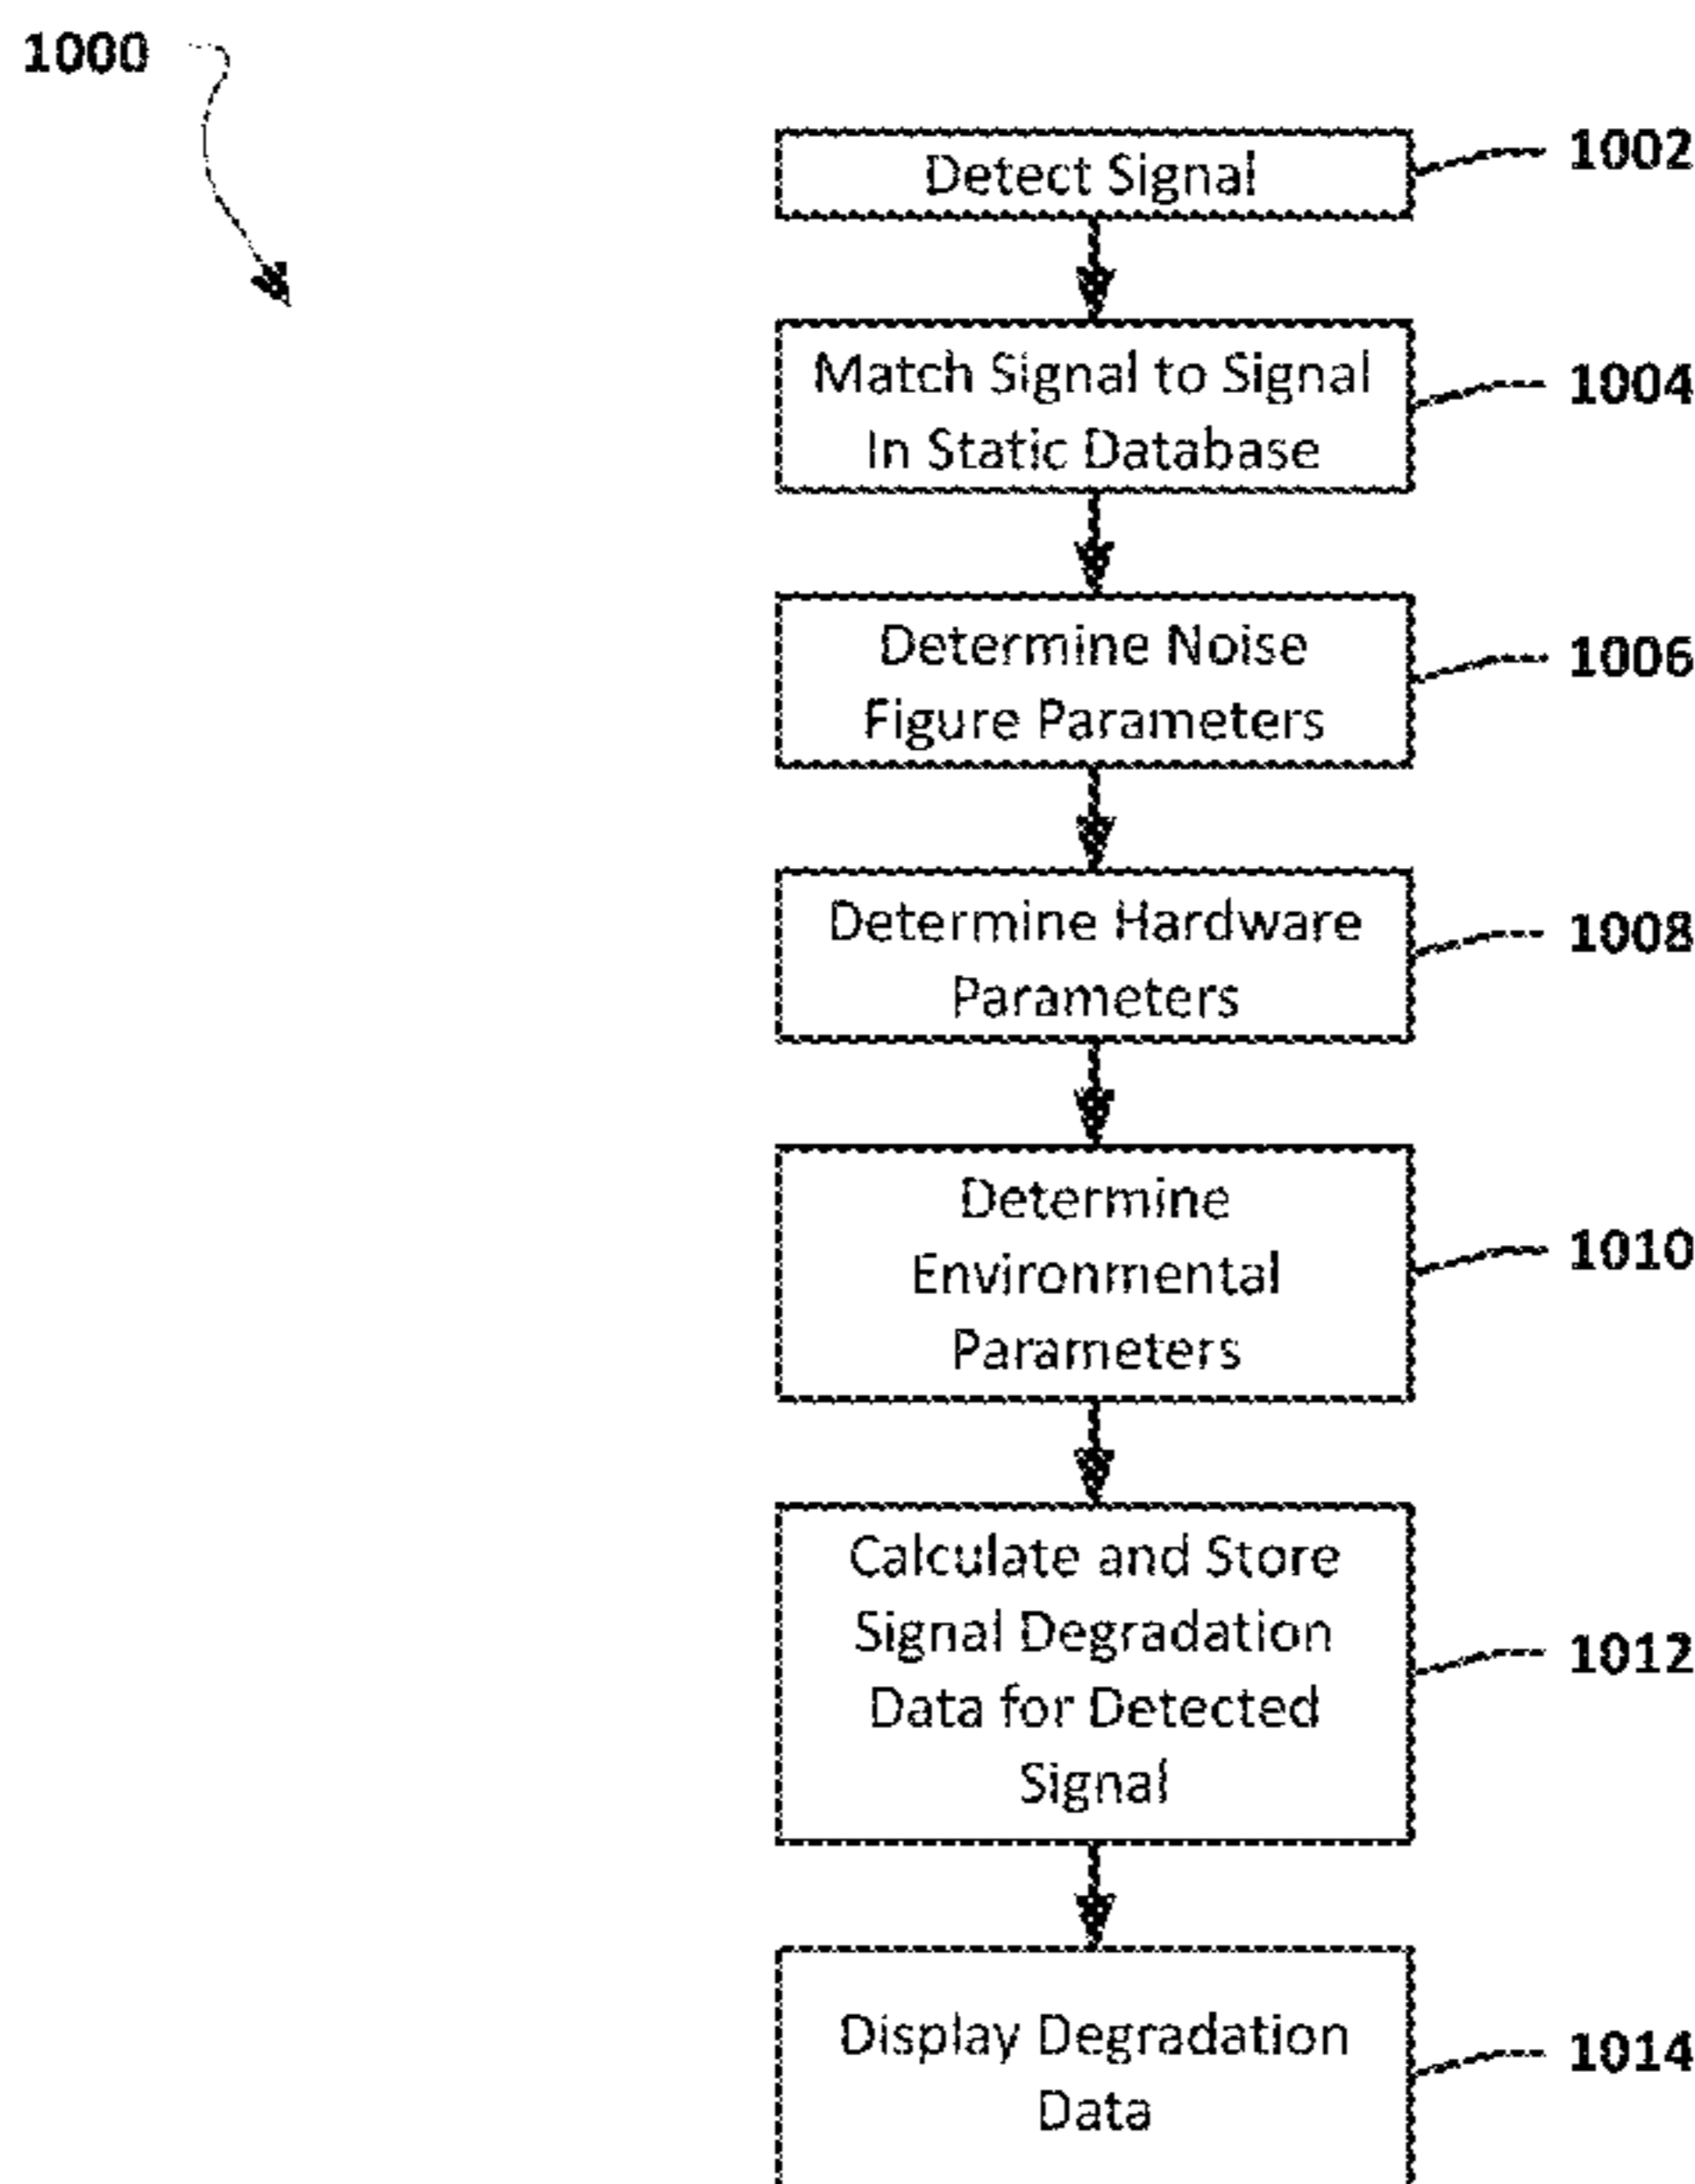 1000
Detect Signal
1002
Match Signal to Signal
In Static Database
1004
Determine Noise
Figure Parameters
1006
Determine Hardware
Parameters
1008
Determine
Environmental
Parameters
1010
Calculate and Store
Signal Degradation
Data for Detected
Signal
1012
Display Degradation
Data
1014